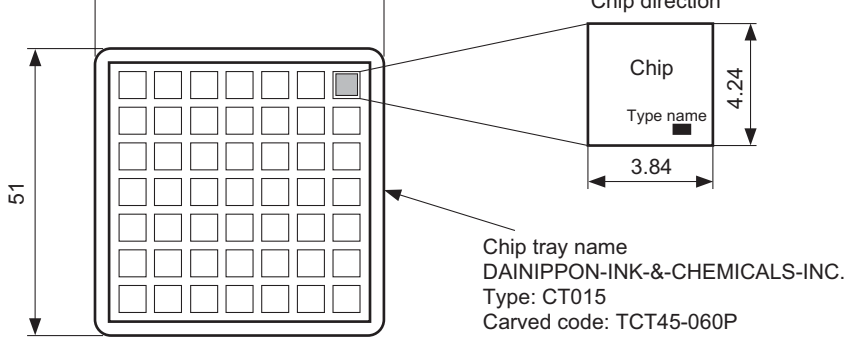 Chip direction
Chip
Type name
4.24
3.84
51
Chip tray name
DAINIPPON-INK-&-CHEMICALS-INC.
Type: CT015
Carved code: TCT45-060P